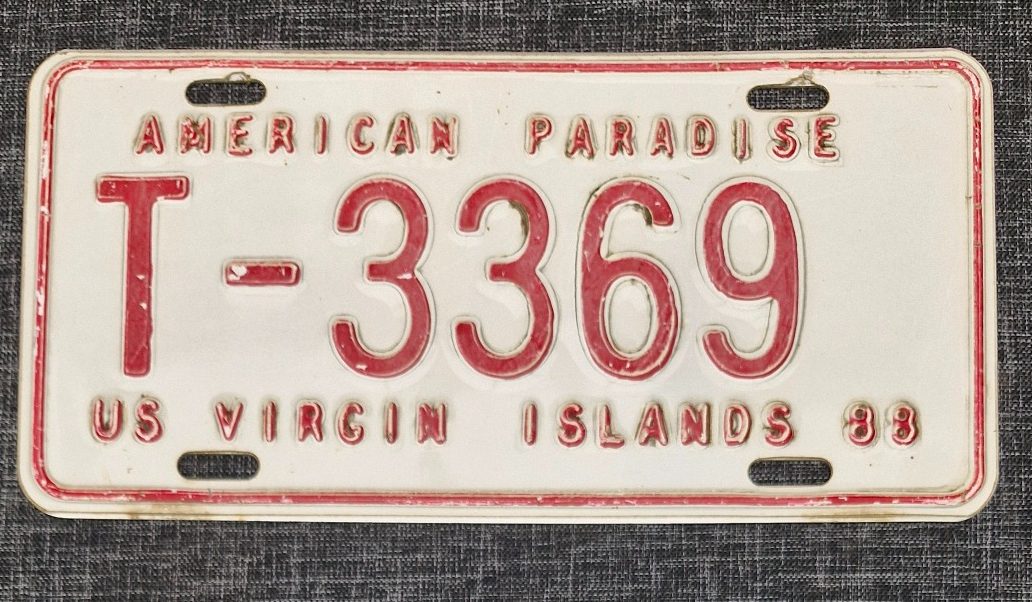 AMERICAN PARADISE
T-3369
US VIRGIN ISLANDS 88